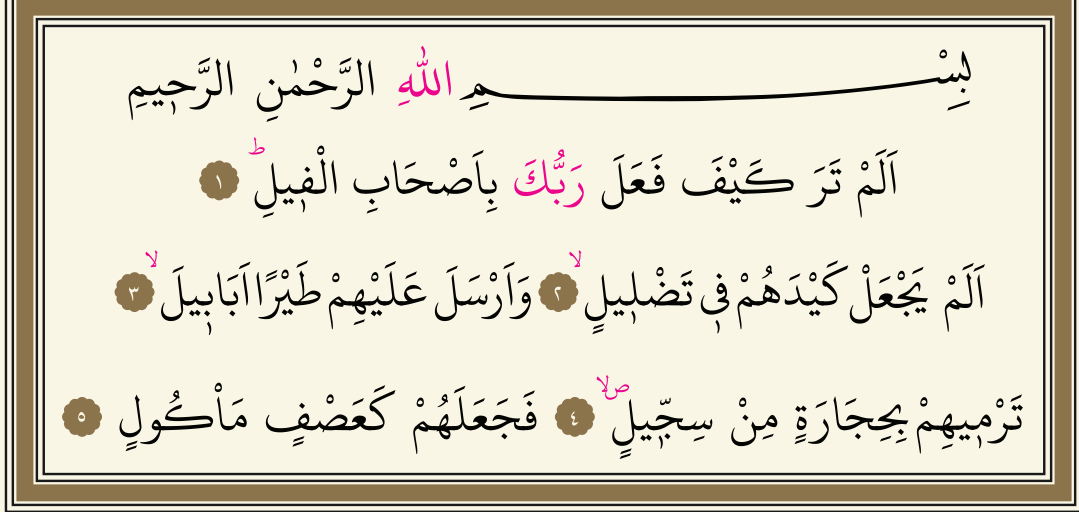 بِسْمِ اللّٰهِ الرَّحْمٰنِ الرَّحٖيمِ
اَلَمْ تَرَ كَيْفَ فَعَلَ رَبُّكَ بِاَصْحَابِ الْفٖيلِؕ ﴿١﴾
اَلَمْ يَجْعَلْ كَيْدَهُمْ فٖى تَضْلٖيلٍۙ ﴿٢﴾ وَاَرْسَلَ عَلَيْهِمْ طَيْرًا اَبَابٖيلَۙ ﴿٣﴾
تَرْمٖيهِمْ بِحِجَارَةٍ مِنْ سِجّٖيلٍۙࣕ ﴿٤﴾ فَجَعَلَهُمْ كَعَصْفٍ مَاْكُولٍ ﴿٥﴾